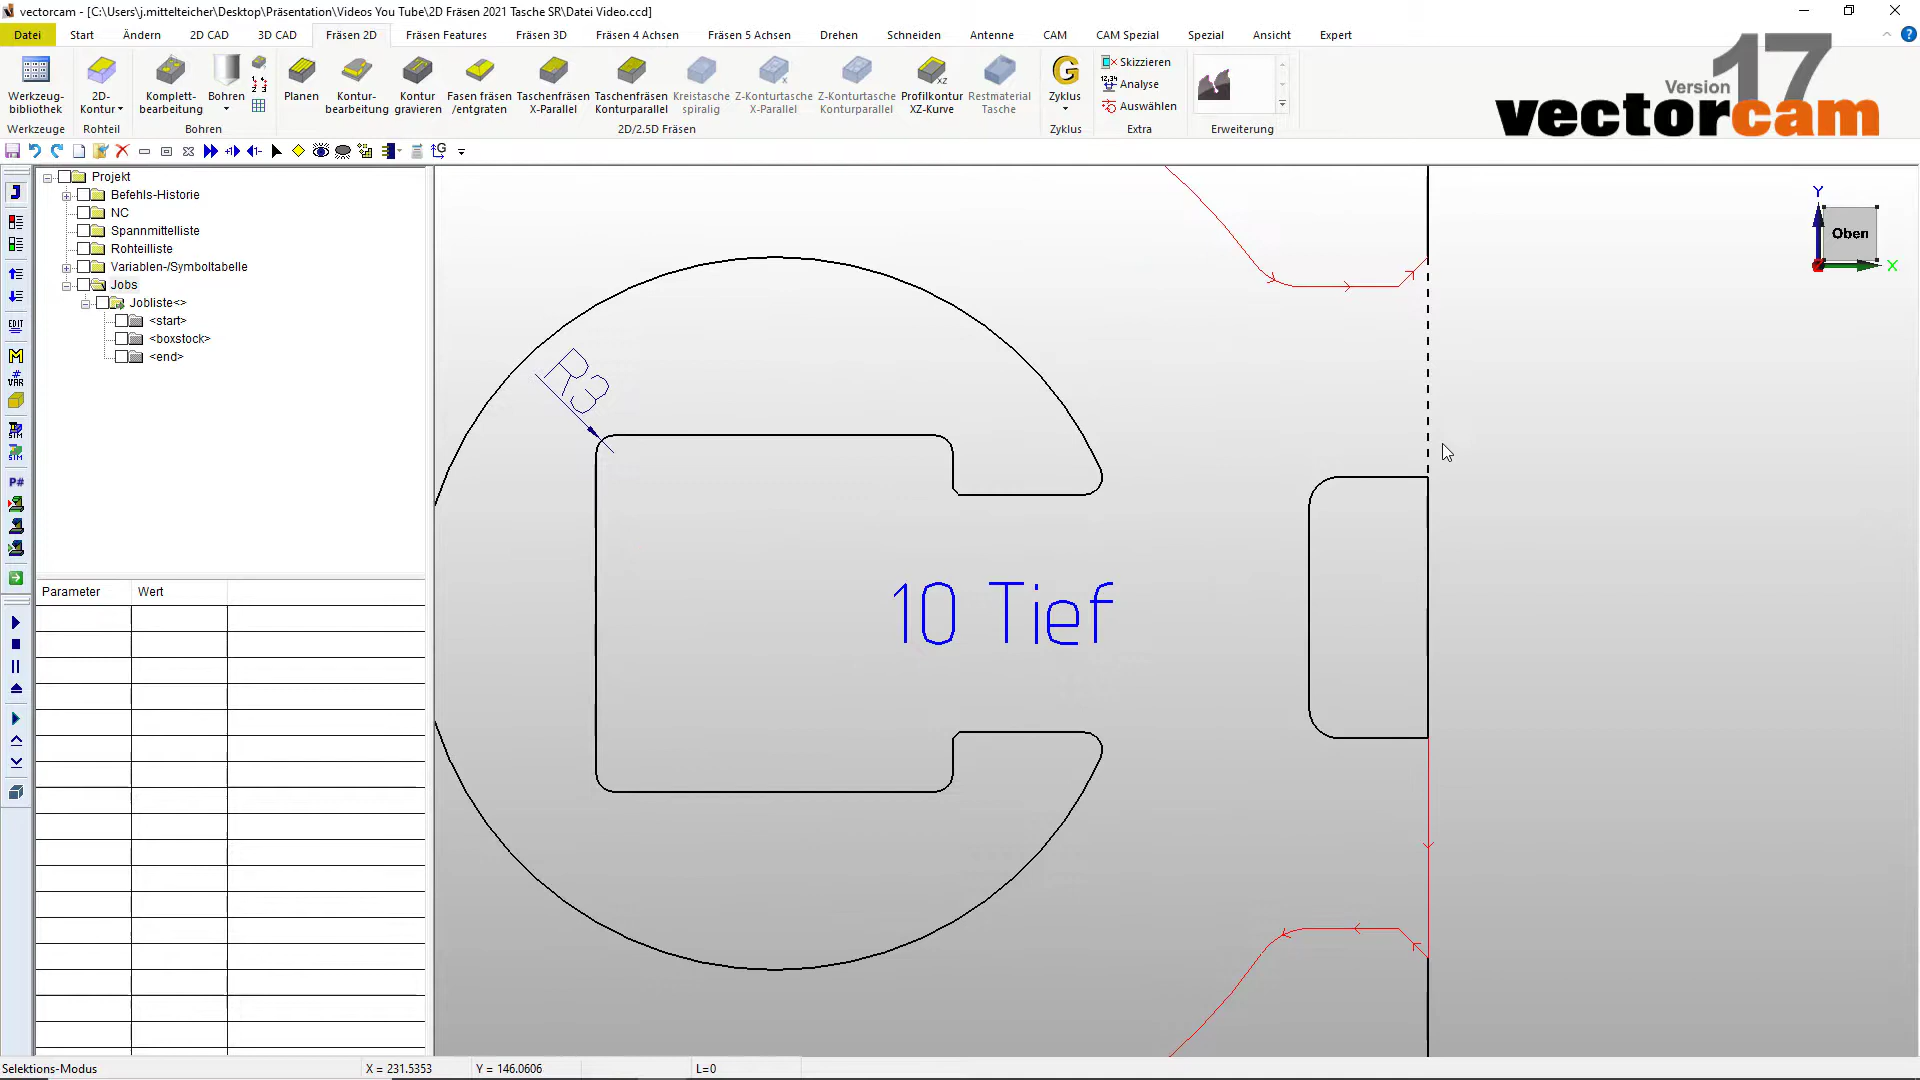 vectorcam - [C:\Users\j.mittelteicher\Desktop\Präsentation\Videos You Tube\2D Fräsen 2021 Tasche SR\Datei Video.ccd]
Datei Start Ändern 2D CAD 3D CAD Fräsen 2D Fräsen Features Fräsen 3D Fräsen 4 Achsen Fräsen 5 Achsen Drehen Schneiden Antenne CAM CAM Spezial Spezial Ansicht Expert
Werkzeug-
bibliothek
Werkzeuge
2D-
Kontur
Rohteil
Komplett-
bearbeitung
Bohren
Bohren
Planen
Kontur-
bearbeitung
Kontur
gravieren
Fasen fräsen
/entgraten
Taschenfräsen
X-Parallel
Taschenfräsen
Konturparallel
Kreistasche
spiralig
Z-Konturtasche
X-Parallel
Z-Konturtasche
Konturparallel
Profilkontur
XZ-Kurve
Restmaterial
Tasche
2D/2.5D Fräsen
Zyklus
Zyklus
Skizzieren
Analyse
Auswählen
Extra
Erweiterung
Version 17
vectorcam
Projekt
Befehls-Historie
NC
Spannmittelliste
Rohteilliste
Variablen-/Symboltabelle
Jobs
Jobliste<>
<start>
<boxstock>
<end>
EDIT
M
#
VAR
SIM
SIM
P#
Parameter Wert
R3
10 Tief
Y
Oben
X
Selektions-Modus X = 231.5353 Y = 146.0606 L=0